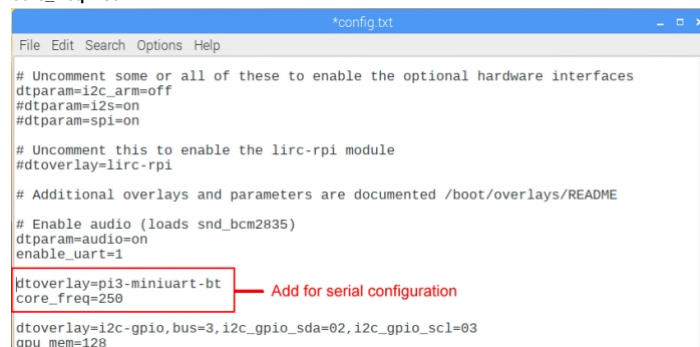 *config.txt
File Edit Search Options Help
# Uncomment some or all of these to enable the optional hardware interfaces
dtparam=i2c_arm=off
#dtparam=i2s=on
#dtparam=spi=on
# Uncomment this to enable the lirc-rpi module
#dtoverlay=lirc-rpi
# Additional overlays and parameters are documented /boot/overlays/README
# Enable audio (loads snd_bcm2835)
dtparam=audio=on
enable_uart=1
dtoverlay=pi3-miniuart-bt
core_freq=250
Add for serial configuration
dtoverlay=i2c-gpio,bus=3,i2c_gpio_sda=02,i2c_gpio_scl=03
gpu_mem=128